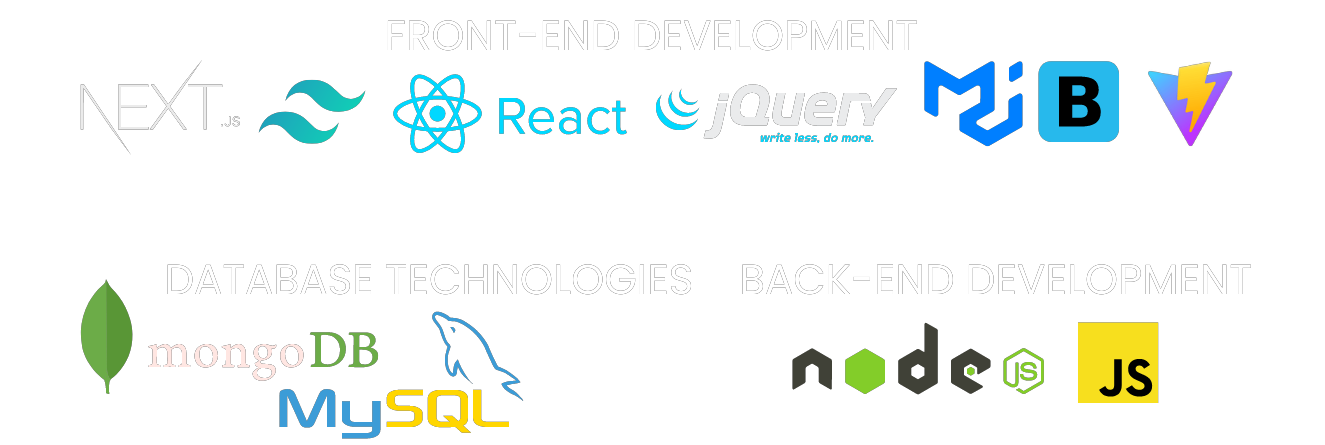 FRONT-END DEVELOPMENT
NEXT.JS
React
jQuery
write less, do more.
B
DATABASE TECHNOLOGIES
mongoDB
MySQL
BACK-END DEVELOPMENT
node
JS
JS